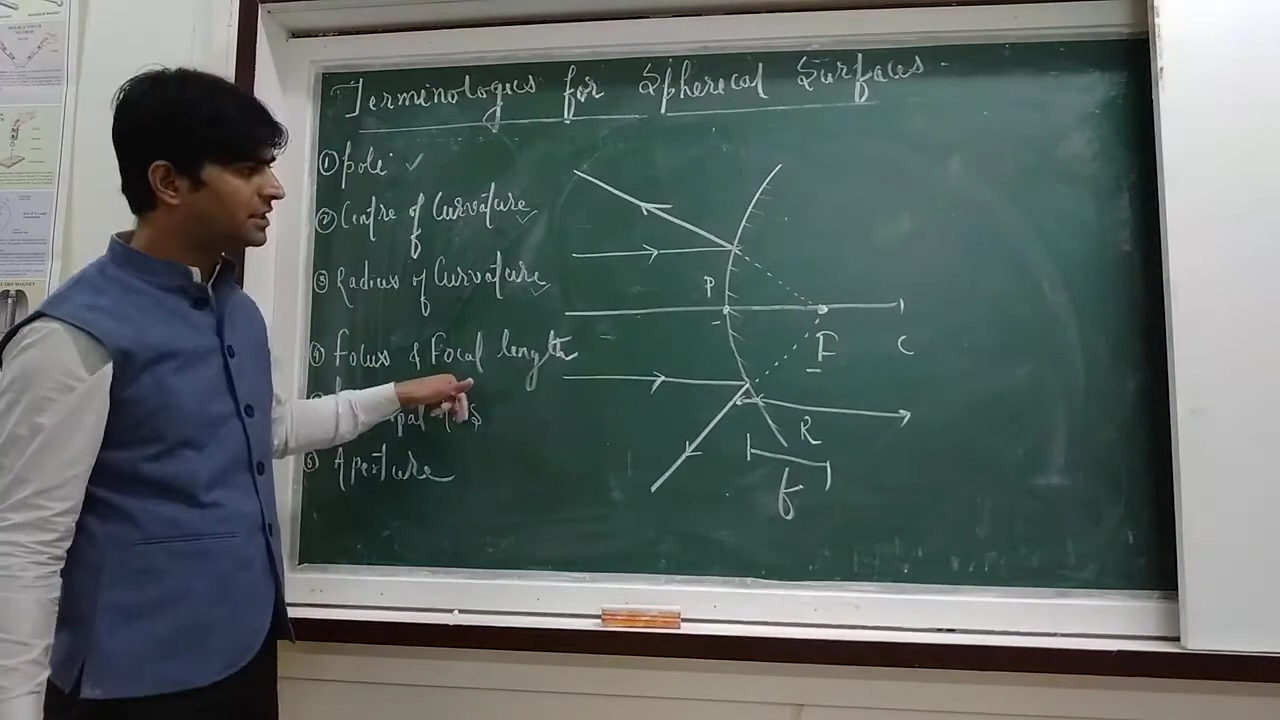 Terminologies for Spherical Surfaces
① Pole ✓
② Centre of Curvature ✓
③ Radius of Curvature ✓
④ Focus & Focal length
⑥ Aperture
P
F
C
R
f